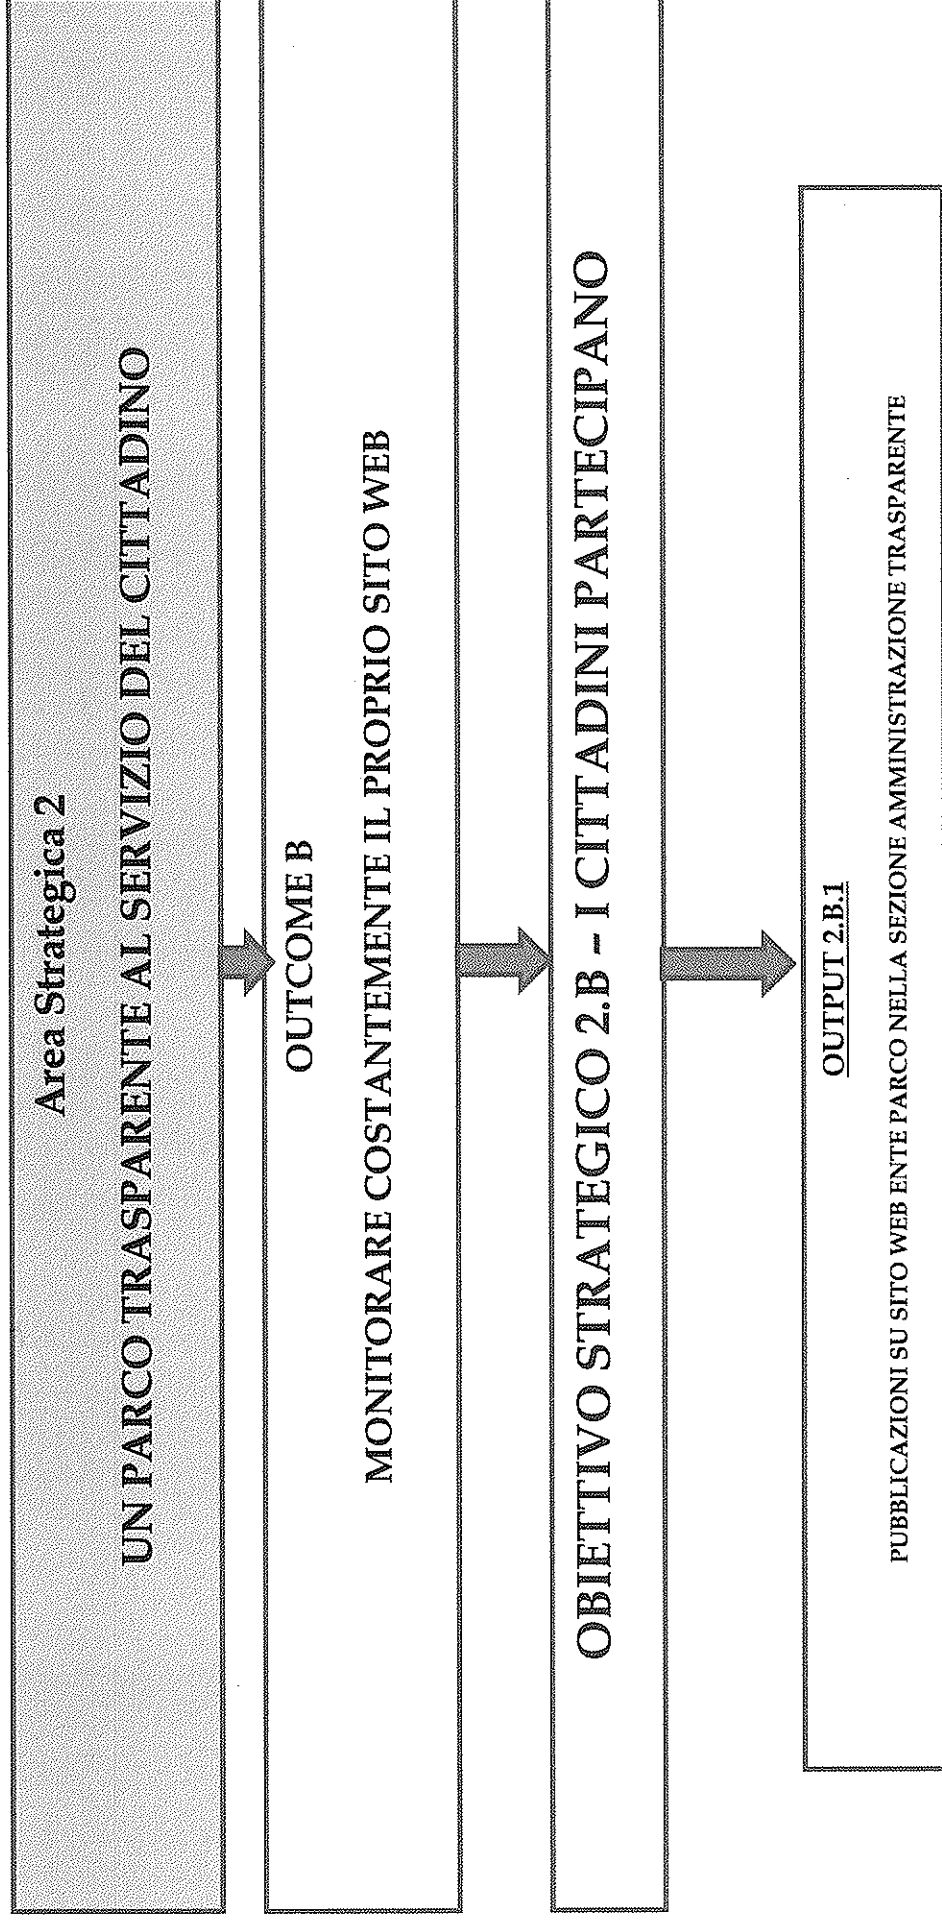 Area Strategica 2
UN PARCO TRASPARENTE AL SERVIZIO DEL CITTADINO
OUTCOME B
MONITORARE COSTANTEMENTE IL PROPRIO SITO WEB
OBIETTIVO STRATEGICO 2.B – I CITTADINI PARTECIPANO
OUTPUT 2.B.1
PUBBLICAZIONI SU SITO WEB ENTE PARCO NELLA SEZIONE AMMINISTRAZIONE TRASPARENTE